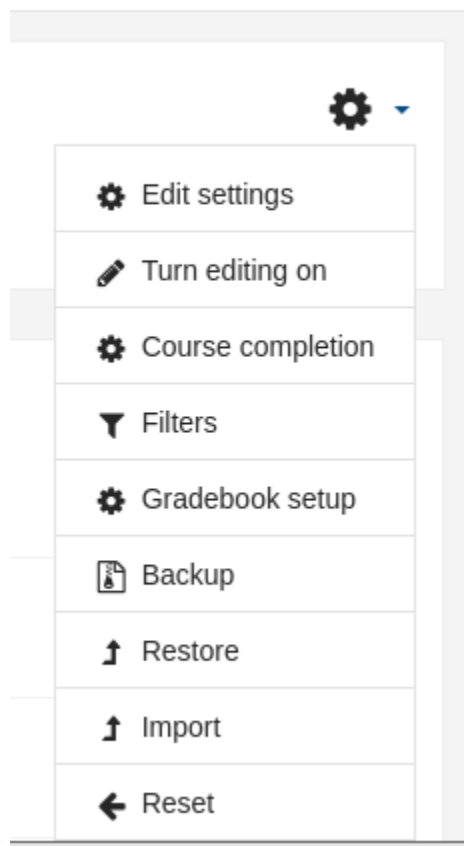 Edit settings
Turn editing on
Course completion
Filters
Gradebook setup
Backup
Restore
Import
Reset